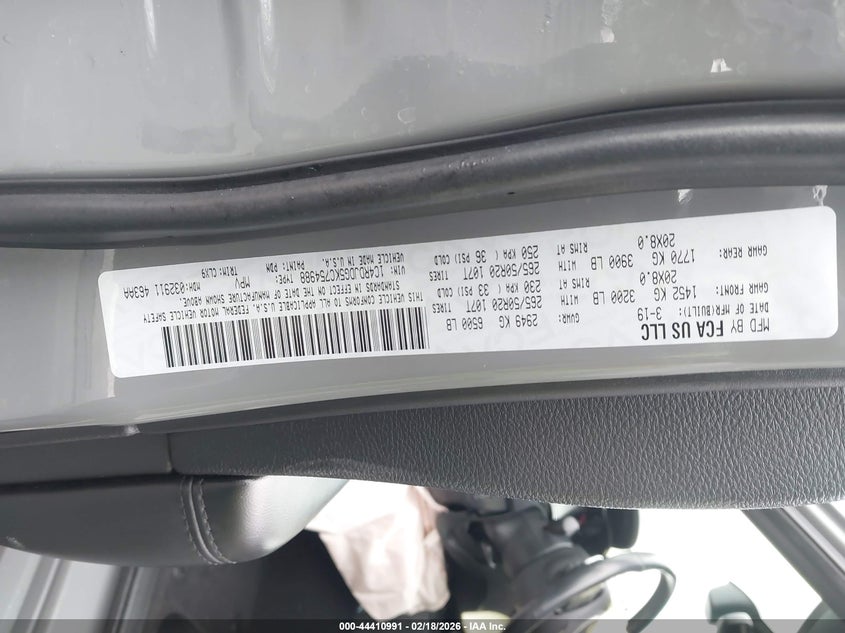 MFD BY FCA US LLC
DATE OF MFR(BUILT): 3-19
GVWR: 2949 KG 6500 LB
GAWR FRONT: 1452 KG 3200 LB WITH 265/50R20 107T TIRES
20X8.0 RIMS AT 230 KPA ( 33 PSI) COLD
GAWR REAR: 1770 KG 3900 LB WITH 265/50R20 107T TIRES
20X8.0 RIMS AT 250 KPA ( 36 PSI) COLD
THIS VEHICLE CONFORMS TO ALL APPLICABLE U.S.A. FEDERAL MOTOR VEHICLE SAFETY
STANDARDS IN EFFECT ON THE DATE OF MANUFACTURE SHOWN ABOVE.
VIN: 1C4RDJDG5KC754988 TYPE: MPV MDH:032911 463AA
VEHICLE MADE IN U.S.A. PAINT: PDN TRIM:CLX9
000-44410991 - 02/18/2026 - IAA Inc.